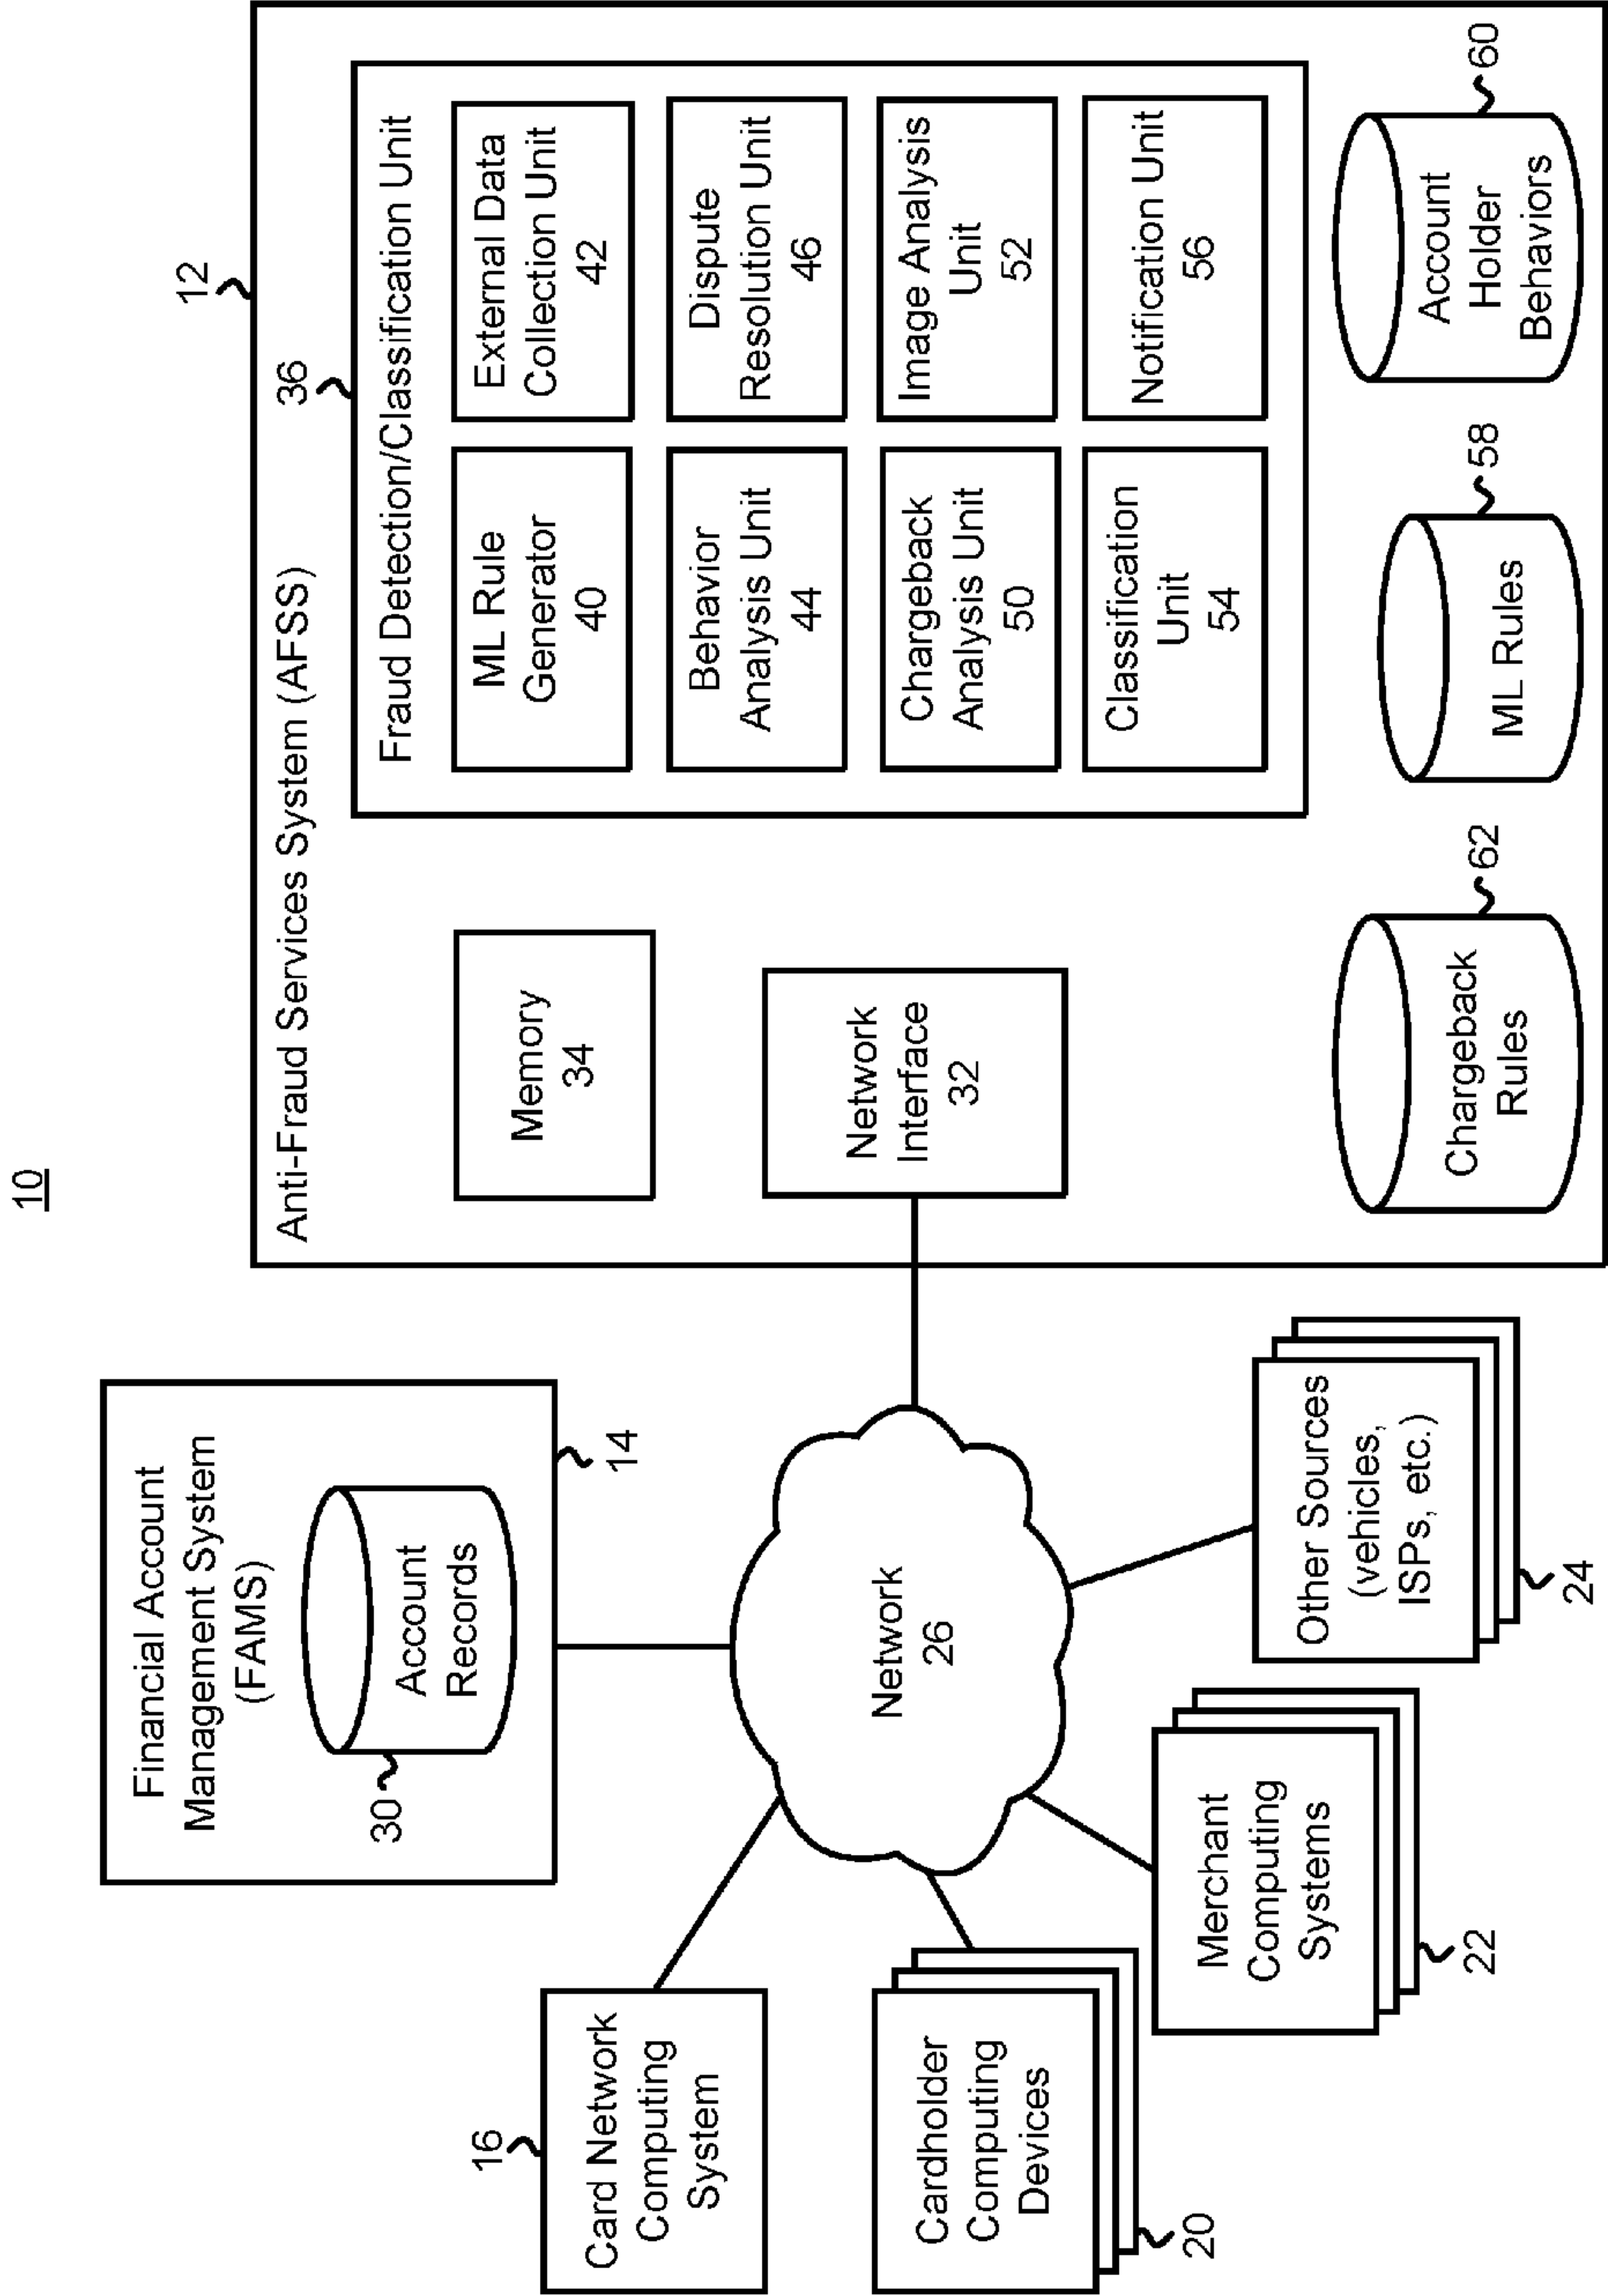 10
Financial Account
Management System
(FAMS)
Account
Records
30
14
16
Card Network
Computing
System
Cardholder
Computing
Devices
20
Merchant
Computing
Systems
22
Other Sources
(vehicles,
ISPs, etc.)
24
Network
26
12
Anti-Fraud Services System (AFSS)
Memory
34
Network
Interface
32
36
Fraud Detection/Classification Unit
ML Rule
Generator
40
External Data
Collection Unit
42
Behavior
Analysis Unit
44
Dispute
Resolution Unit
46
Chargeback
Analysis Unit
50
Image Analysis
Unit
52
Classification
Unit
54
Notification Unit
56
Chargeback
Rules
62
ML Rules
58
Account
Holder
Behaviors
60